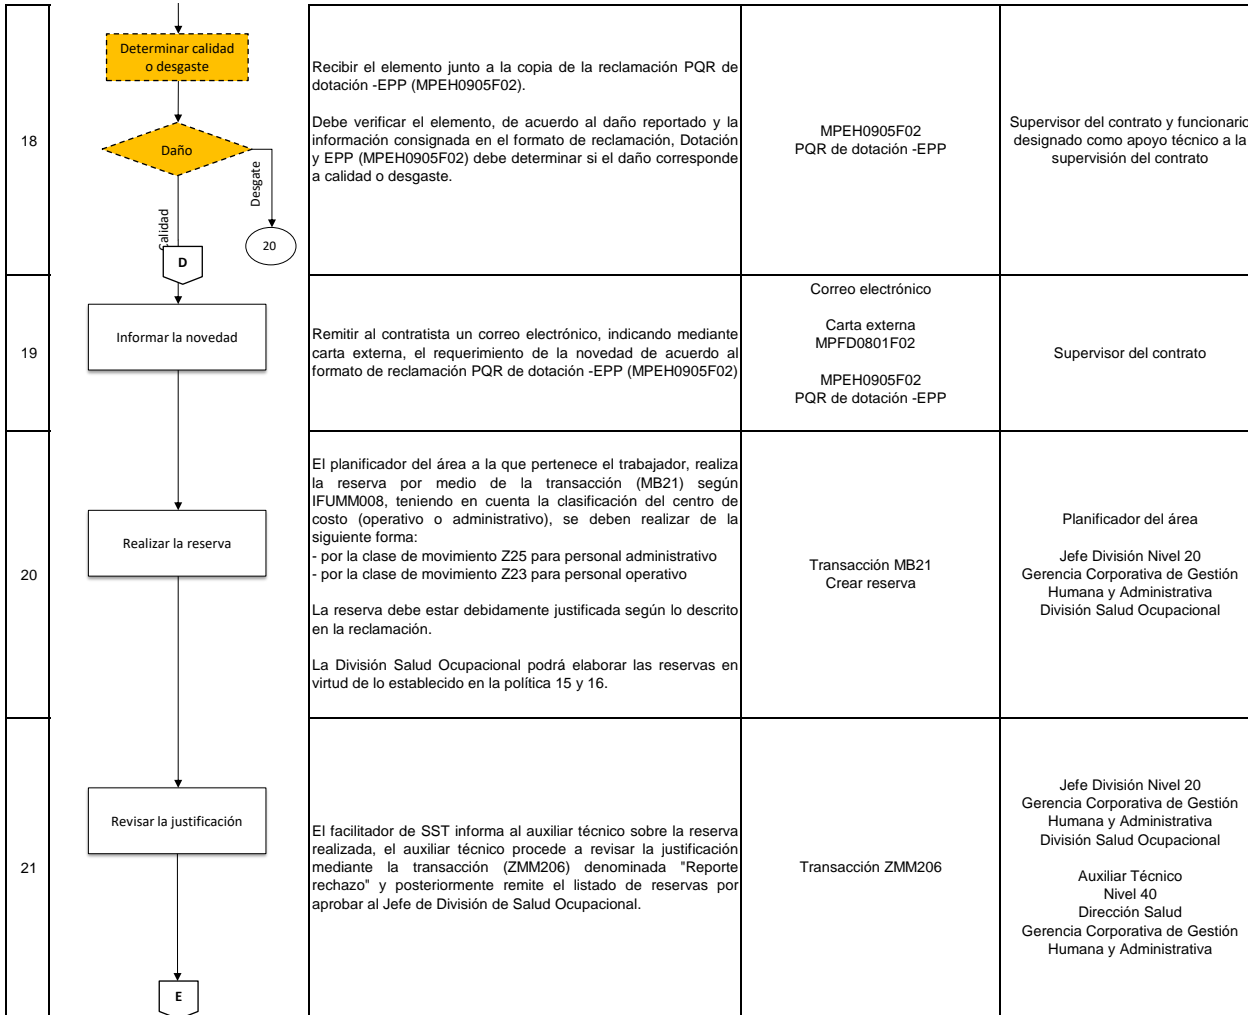 18
Determinar calidad
o desgaste
Daño
Desgate
Calidad
20
D
Recibir el elemento junto a la copia de la reclamación PQR de
dotación -EPP (MPEH0905F02).
Debe verificar el elemento, de acuerdo al daño reportado y la
información consignada en el formato de reclamación, Dotación
y EPP (MPEH0905F02) debe determinar si el daño corresponde
a calidad o desgaste.
MPEH0905F02
PQR de dotación -EPP
Supervisor del contrato y funcionario
designado como apoyo técnico a la
supervisión del contrato
19
Informar la novedad
Remitir al contratista un correo electrónico, indicando mediante
carta externa, el requerimiento de la novedad de acuerdo al
formato de reclamación PQR de dotación -EPP (MPEH0905F02)
Correo electrónico
Carta externa
MPFD0801F02
MPEH0905F02
PQR de dotación -EPP
Supervisor del contrato
20
Realizar la reserva
El planificador del área a la que pertenece el trabajador, realiza
la reserva por medio de la transacción (MB21) según
IFUMM008, teniendo en cuenta la clasificación del centro de
costo (operativo o administrativo), se deben realizar de la
siguiente forma:
- por la clase de movimiento Z25 para personal administrativo
- por la clase de movimiento Z23 para personal operativo
La reserva debe estar debidamente justificada según lo descrito
en la reclamación.
La División Salud Ocupacional podrá elaborar las reservas en
virtud de lo establecido en la política 15 y 16.
Transacción MB21
Crear reserva
Planificador del área
Jefe División Nivel 20
Gerencia Corporativa de Gestión
Humana y Administrativa
División Salud Ocupacional
21
Revisar la justificación
E
El facilitador de SST informa al auxiliar técnico sobre la reserva
realizada, el auxiliar técnico procede a revisar la justificación
mediante la transacción (ZMM206) denominada "Reporte
rechazo" y posteriormente remite el listado de reservas por
aprobar al Jefe de División de Salud Ocupacional.
Transacción ZMM206
Jefe División Nivel 20
Gerencia Corporativa de Gestión
Humana y Administrativa
División Salud Ocupacional
Auxiliar Técnico
Nivel 40
Dirección Salud
Gerencia Corporativa de Gestión
Humana y Administrativa